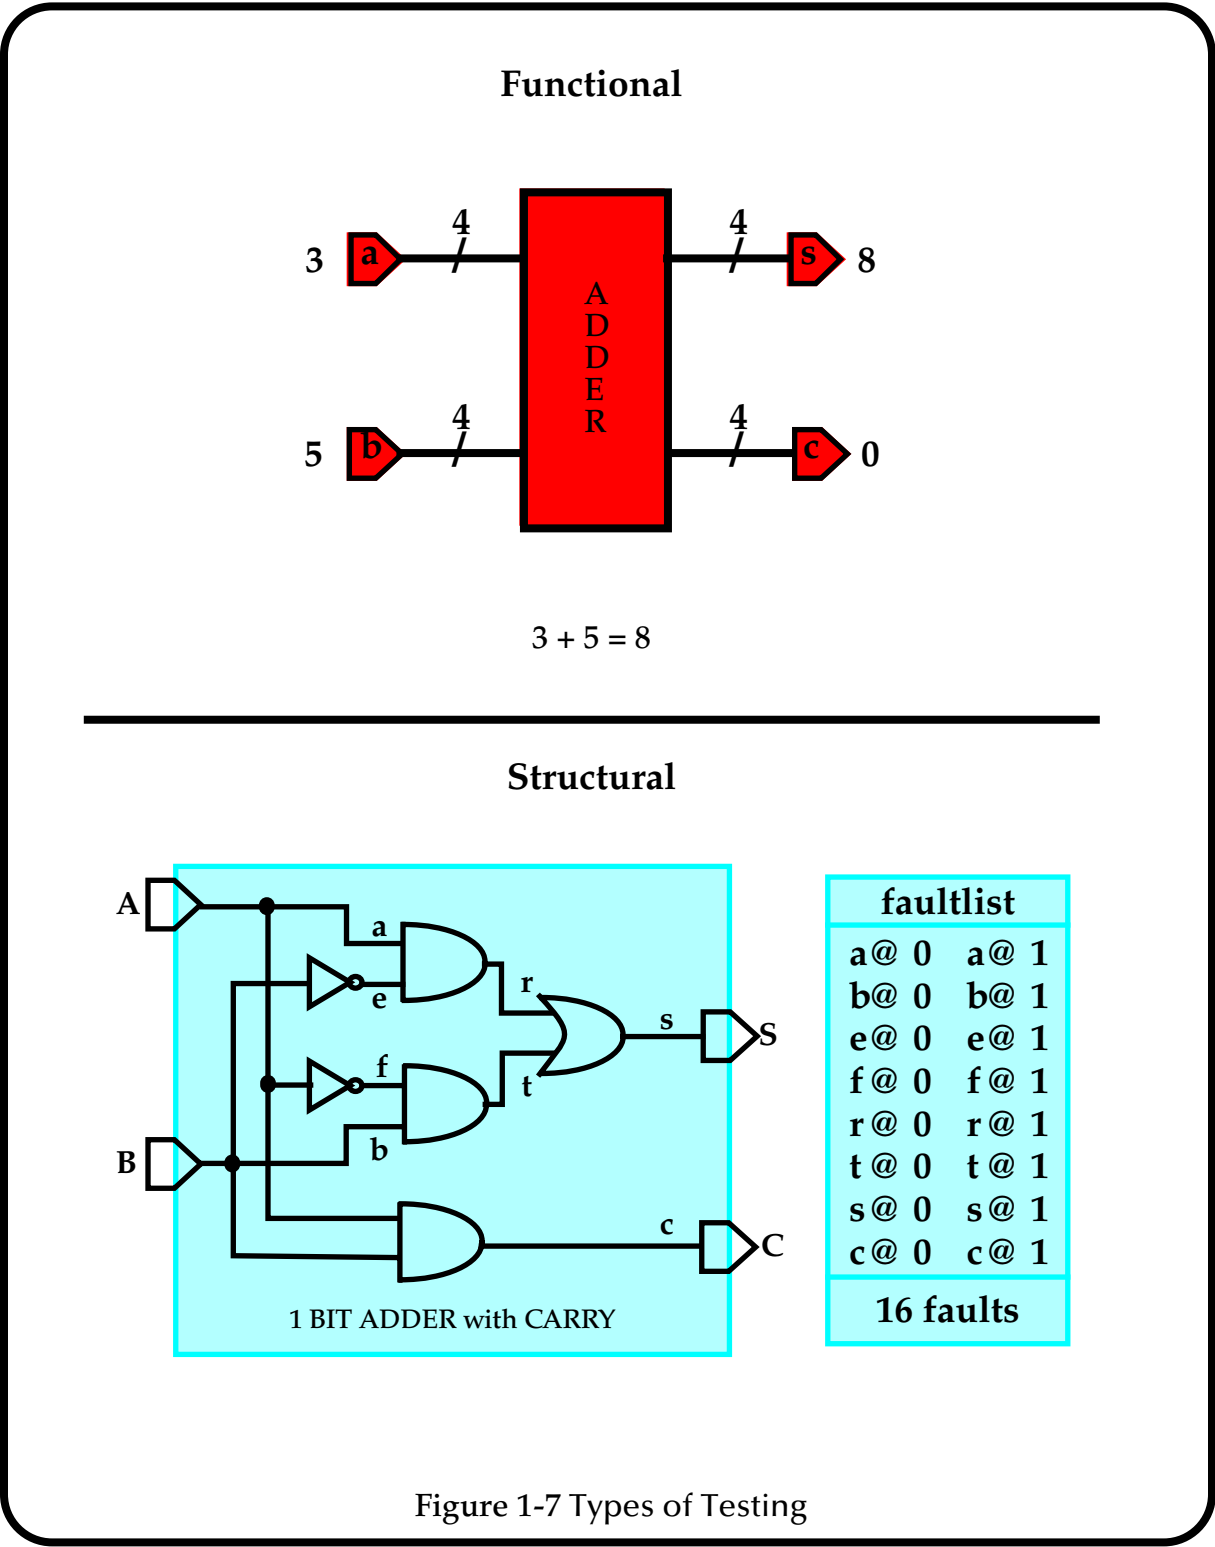 Functional
4 4
3 a s 8
A
D
D
E
R
4 4
5 b c 0
3 + 5 = 8
Structural
A
a
e
r
s S
f
t
B
b
c C
1 BIT ADDER with CARRY
faultlist
a@ 0 a@ 1
b@ 0 b@ 1
e@ 0 e@ 1
f@ 0 f@ 1
r@ 0 r@ 1
t@ 0 t@ 1
s@ 0 s@ 1
c@ 0 c@ 1
16 faults
Figure 1-7 Types of Testing